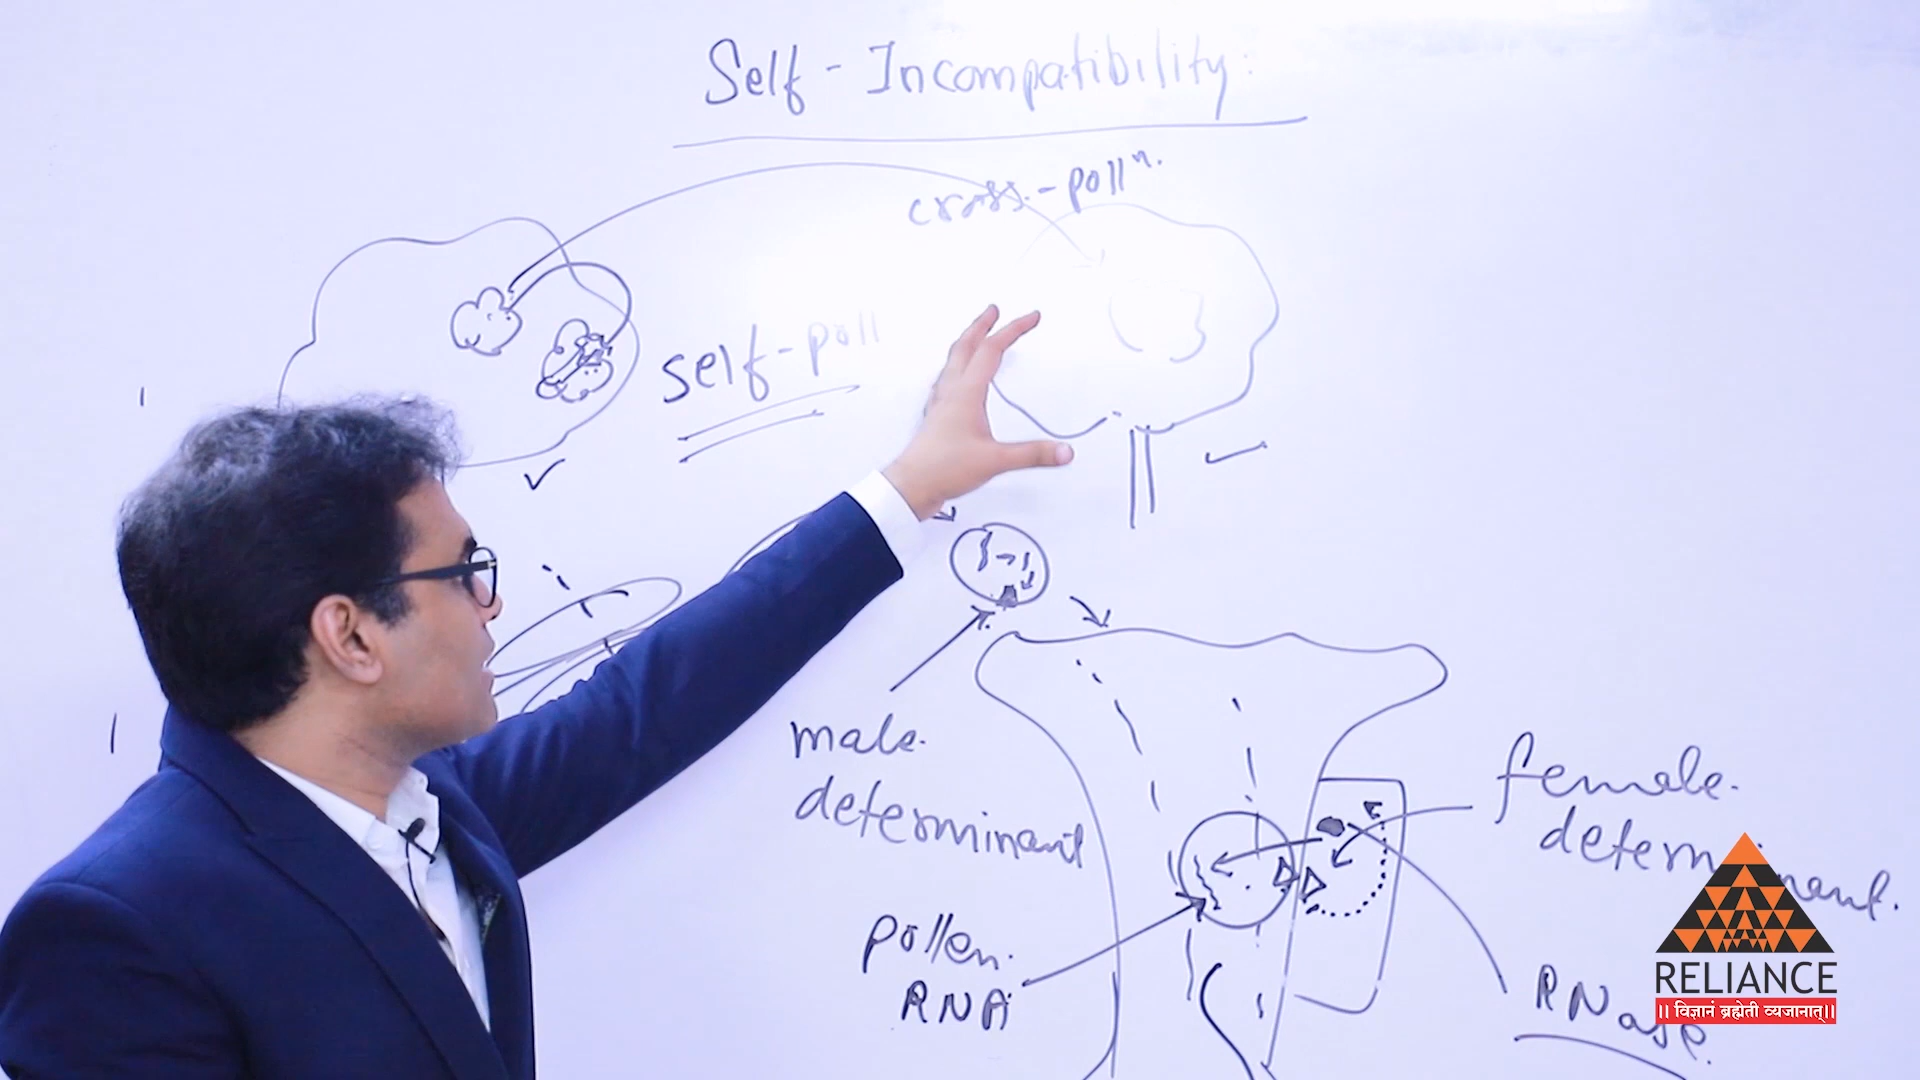 Self - Incompatibility:
cross. - pollⁿ.
self-poll
male.
determinant
female.
determinant.
pollen.
RNA
RNase.
RELIANCE
॥ विज्ञानं ब्रह्मेती व्यजानात्॥